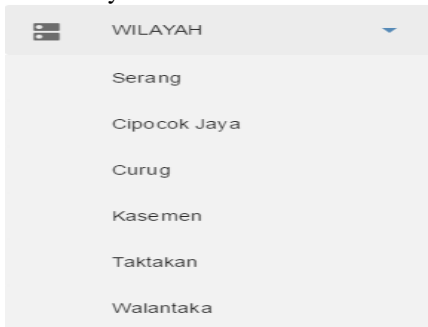 WILAYAH
Serang
Cipocok Jaya
Curug
Kasemen
Taktakan
Walantaka